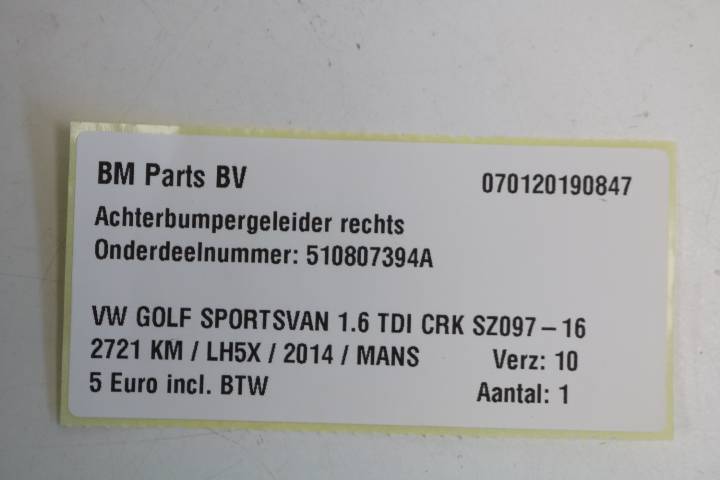 BM Parts BV 070120190847
Achterbumpergeleider rechts
Onderdeelnummer: 510807394A
VW GOLF SPORTSVAN 1.6 TDI CRK SZ097-16
2721 KM / LH5X / 2014 / MANS Verz: 10
5 Euro incl. BTW Aantal: 1